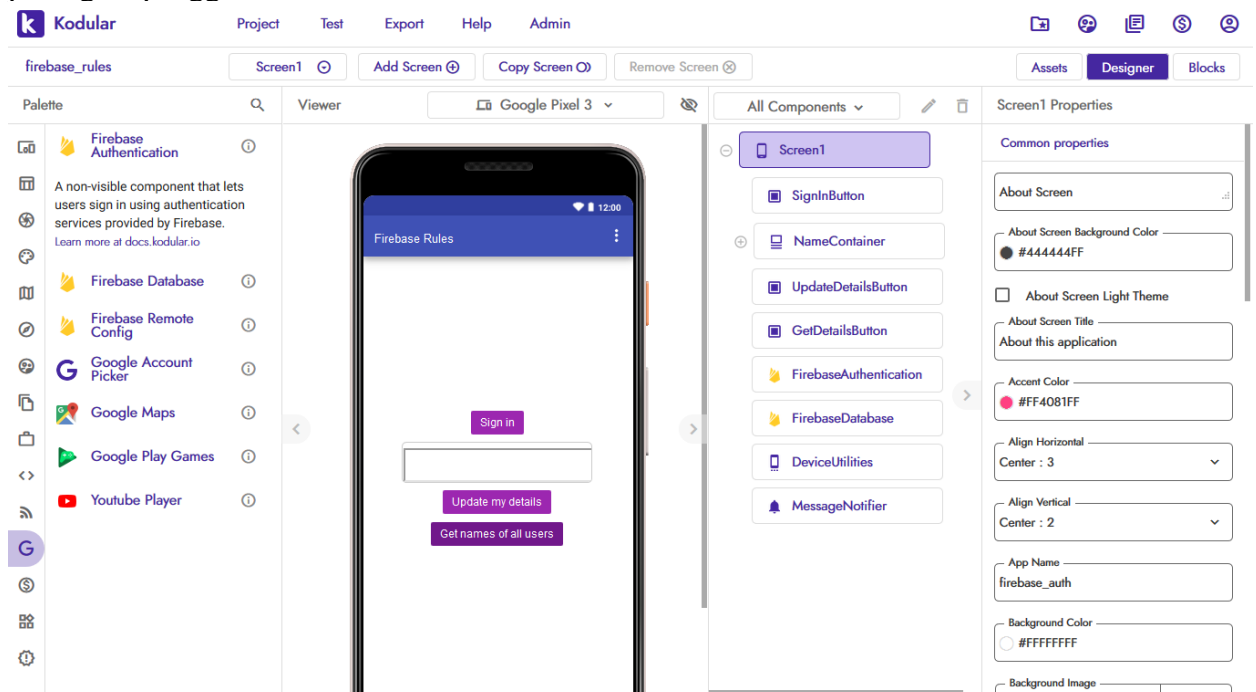 Kodular
Project
Test
Export
Help
Admin
firebase_rules
Screen1
Add Screen
Copy Screen
Remove Screen
Assets
Designer
Blocks
Palette
Viewer
Google Pixel 3
All Components
Screen1 Properties
Firebase
Authentication
A non-visible component that lets
users sign in using authentication
services provided by Firebase.
Learn more at docs.kodular.io
Firebase Database
Firebase Remote
Config
Google Account
Picker
Google Maps
Google Play Games
Youtube Player
12:00
Firebase Rules
Sign in
Update my details
Get names of all users
Screen1
SignInButton
NameContainer
UpdateDetailsButton
GetDetailsButton
FirebaseAuthentication
FirebaseDatabase
DeviceUtilities
MessageNotifier
Common properties
About Screen
About Screen Background Color
#444444FF
About Screen Light Theme
About Screen Title
About this application
Accent Color
#FF4081FF
Align Horizontal
Center : 3
Align Vertical
Center : 2
App Name
firebase_auth
Background Color
#FFFFFFFF
Background Image